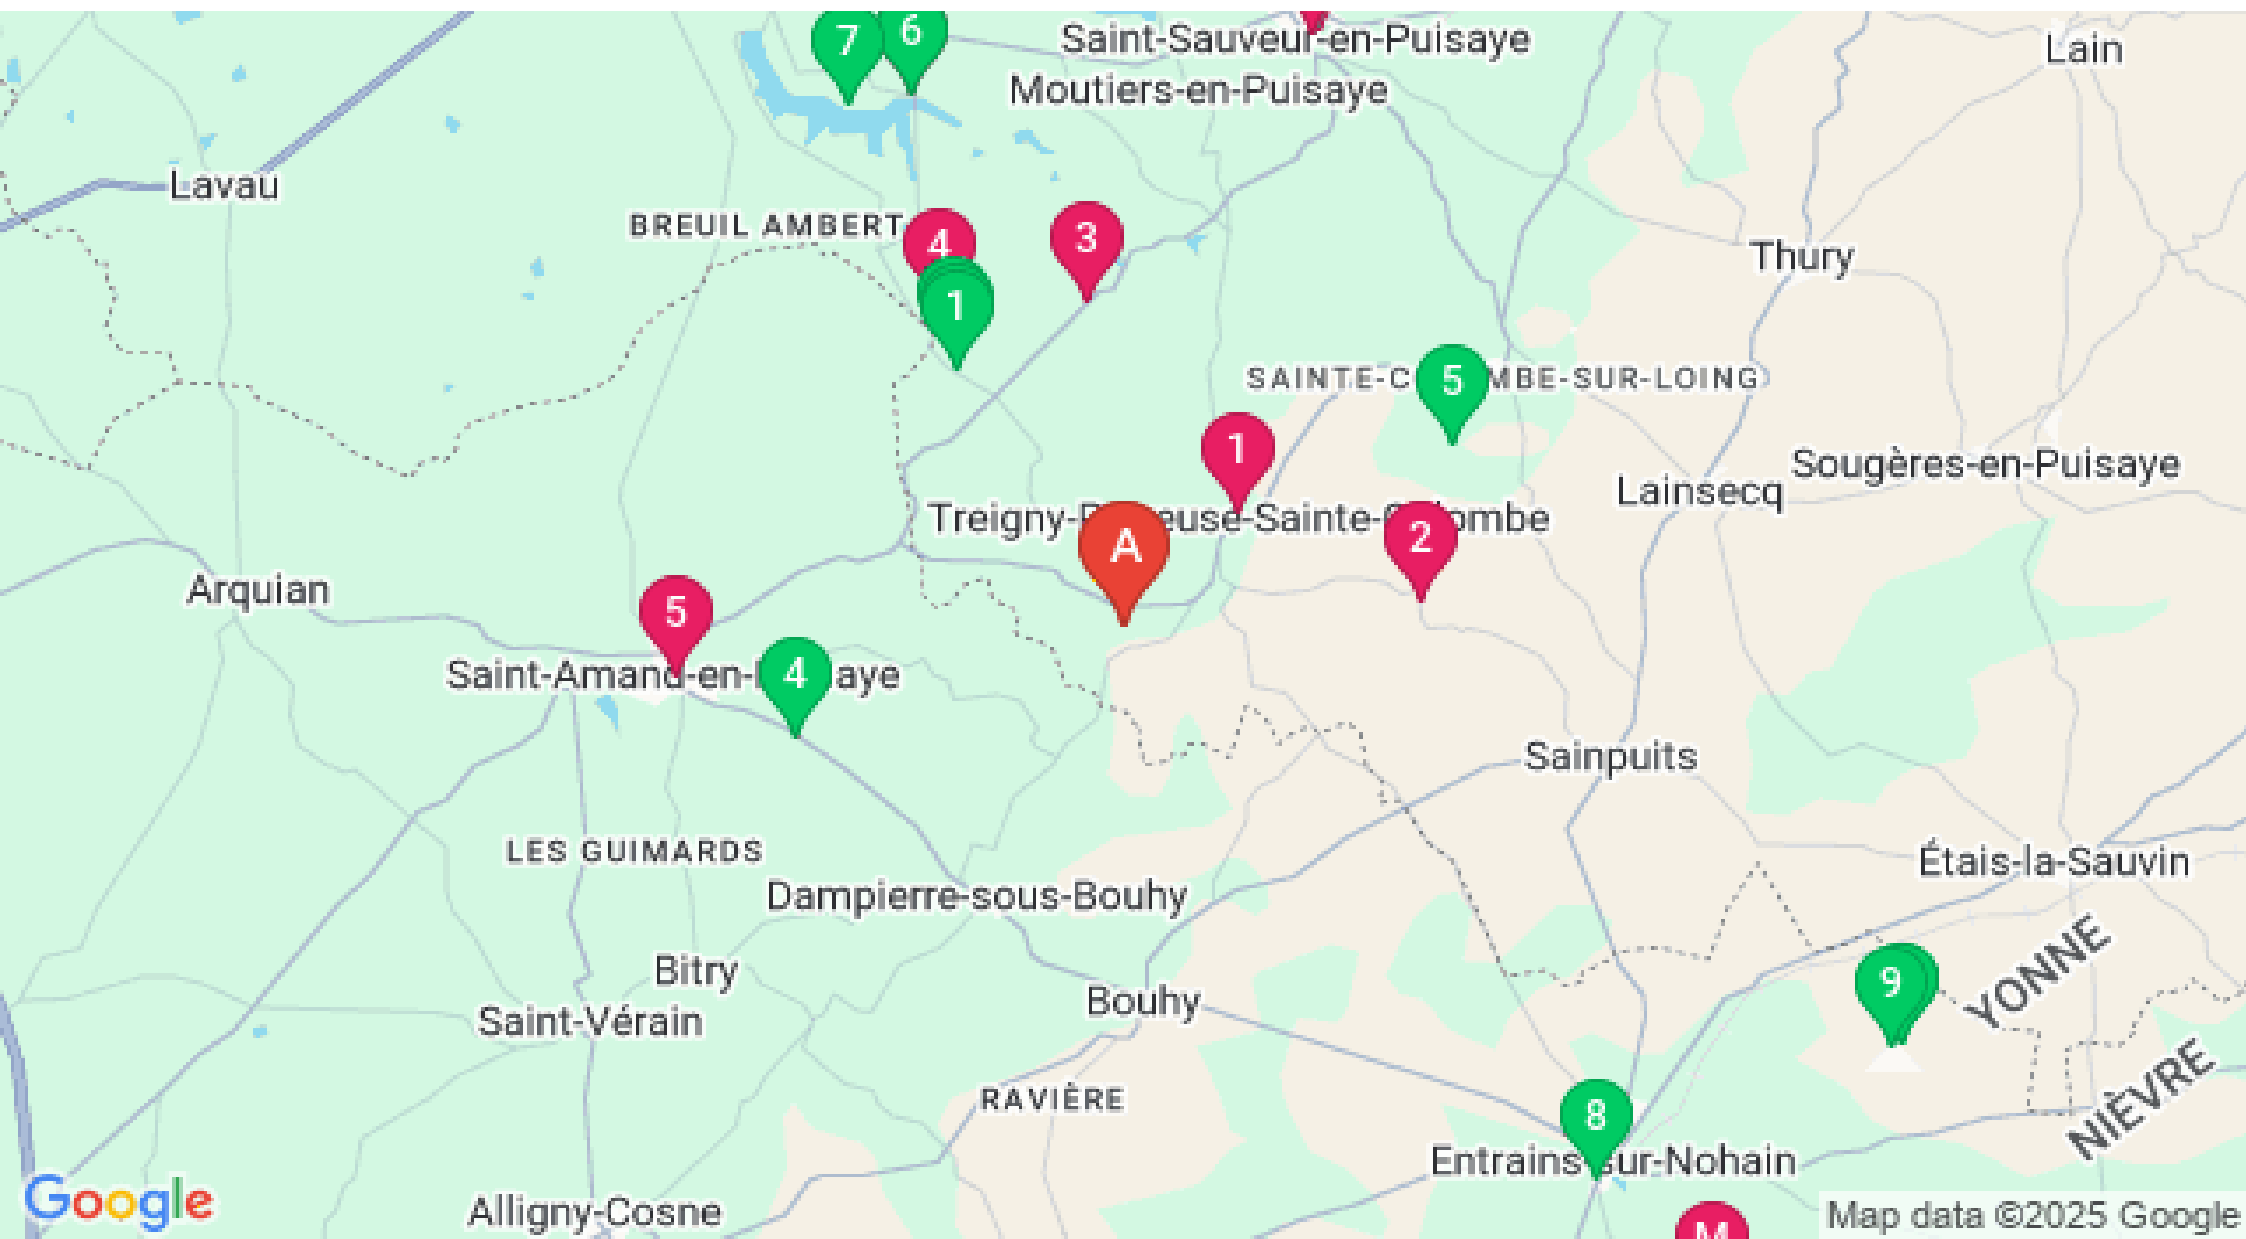 7
6
Saint-Sauveur-en-Puisaye
Lain
Moutiers-en-Puisaye
Lavau
BREUIL AMBERT
4
3
Thury
1
SAINTE-C
5
MBE-SUR-LOING
1
Sougères-en-Puisaye
Lainsecq
Treigny-P
euse-Sainte-
ombe
2
A
Arquian
5
Saint-Amand-en-
aye
4
Sainpuits
LES GUIMARDS
Étais-la-Sauvin
Dampierre-sous-Bouhy
Bitry
9
YONNE
Bouhy
Saint-Vérain
NIÈVRE
RAVIÈRE
8
Entrains-sur-Nohain
Google
Alligny-Cosne
M
Map data ©2025 Google